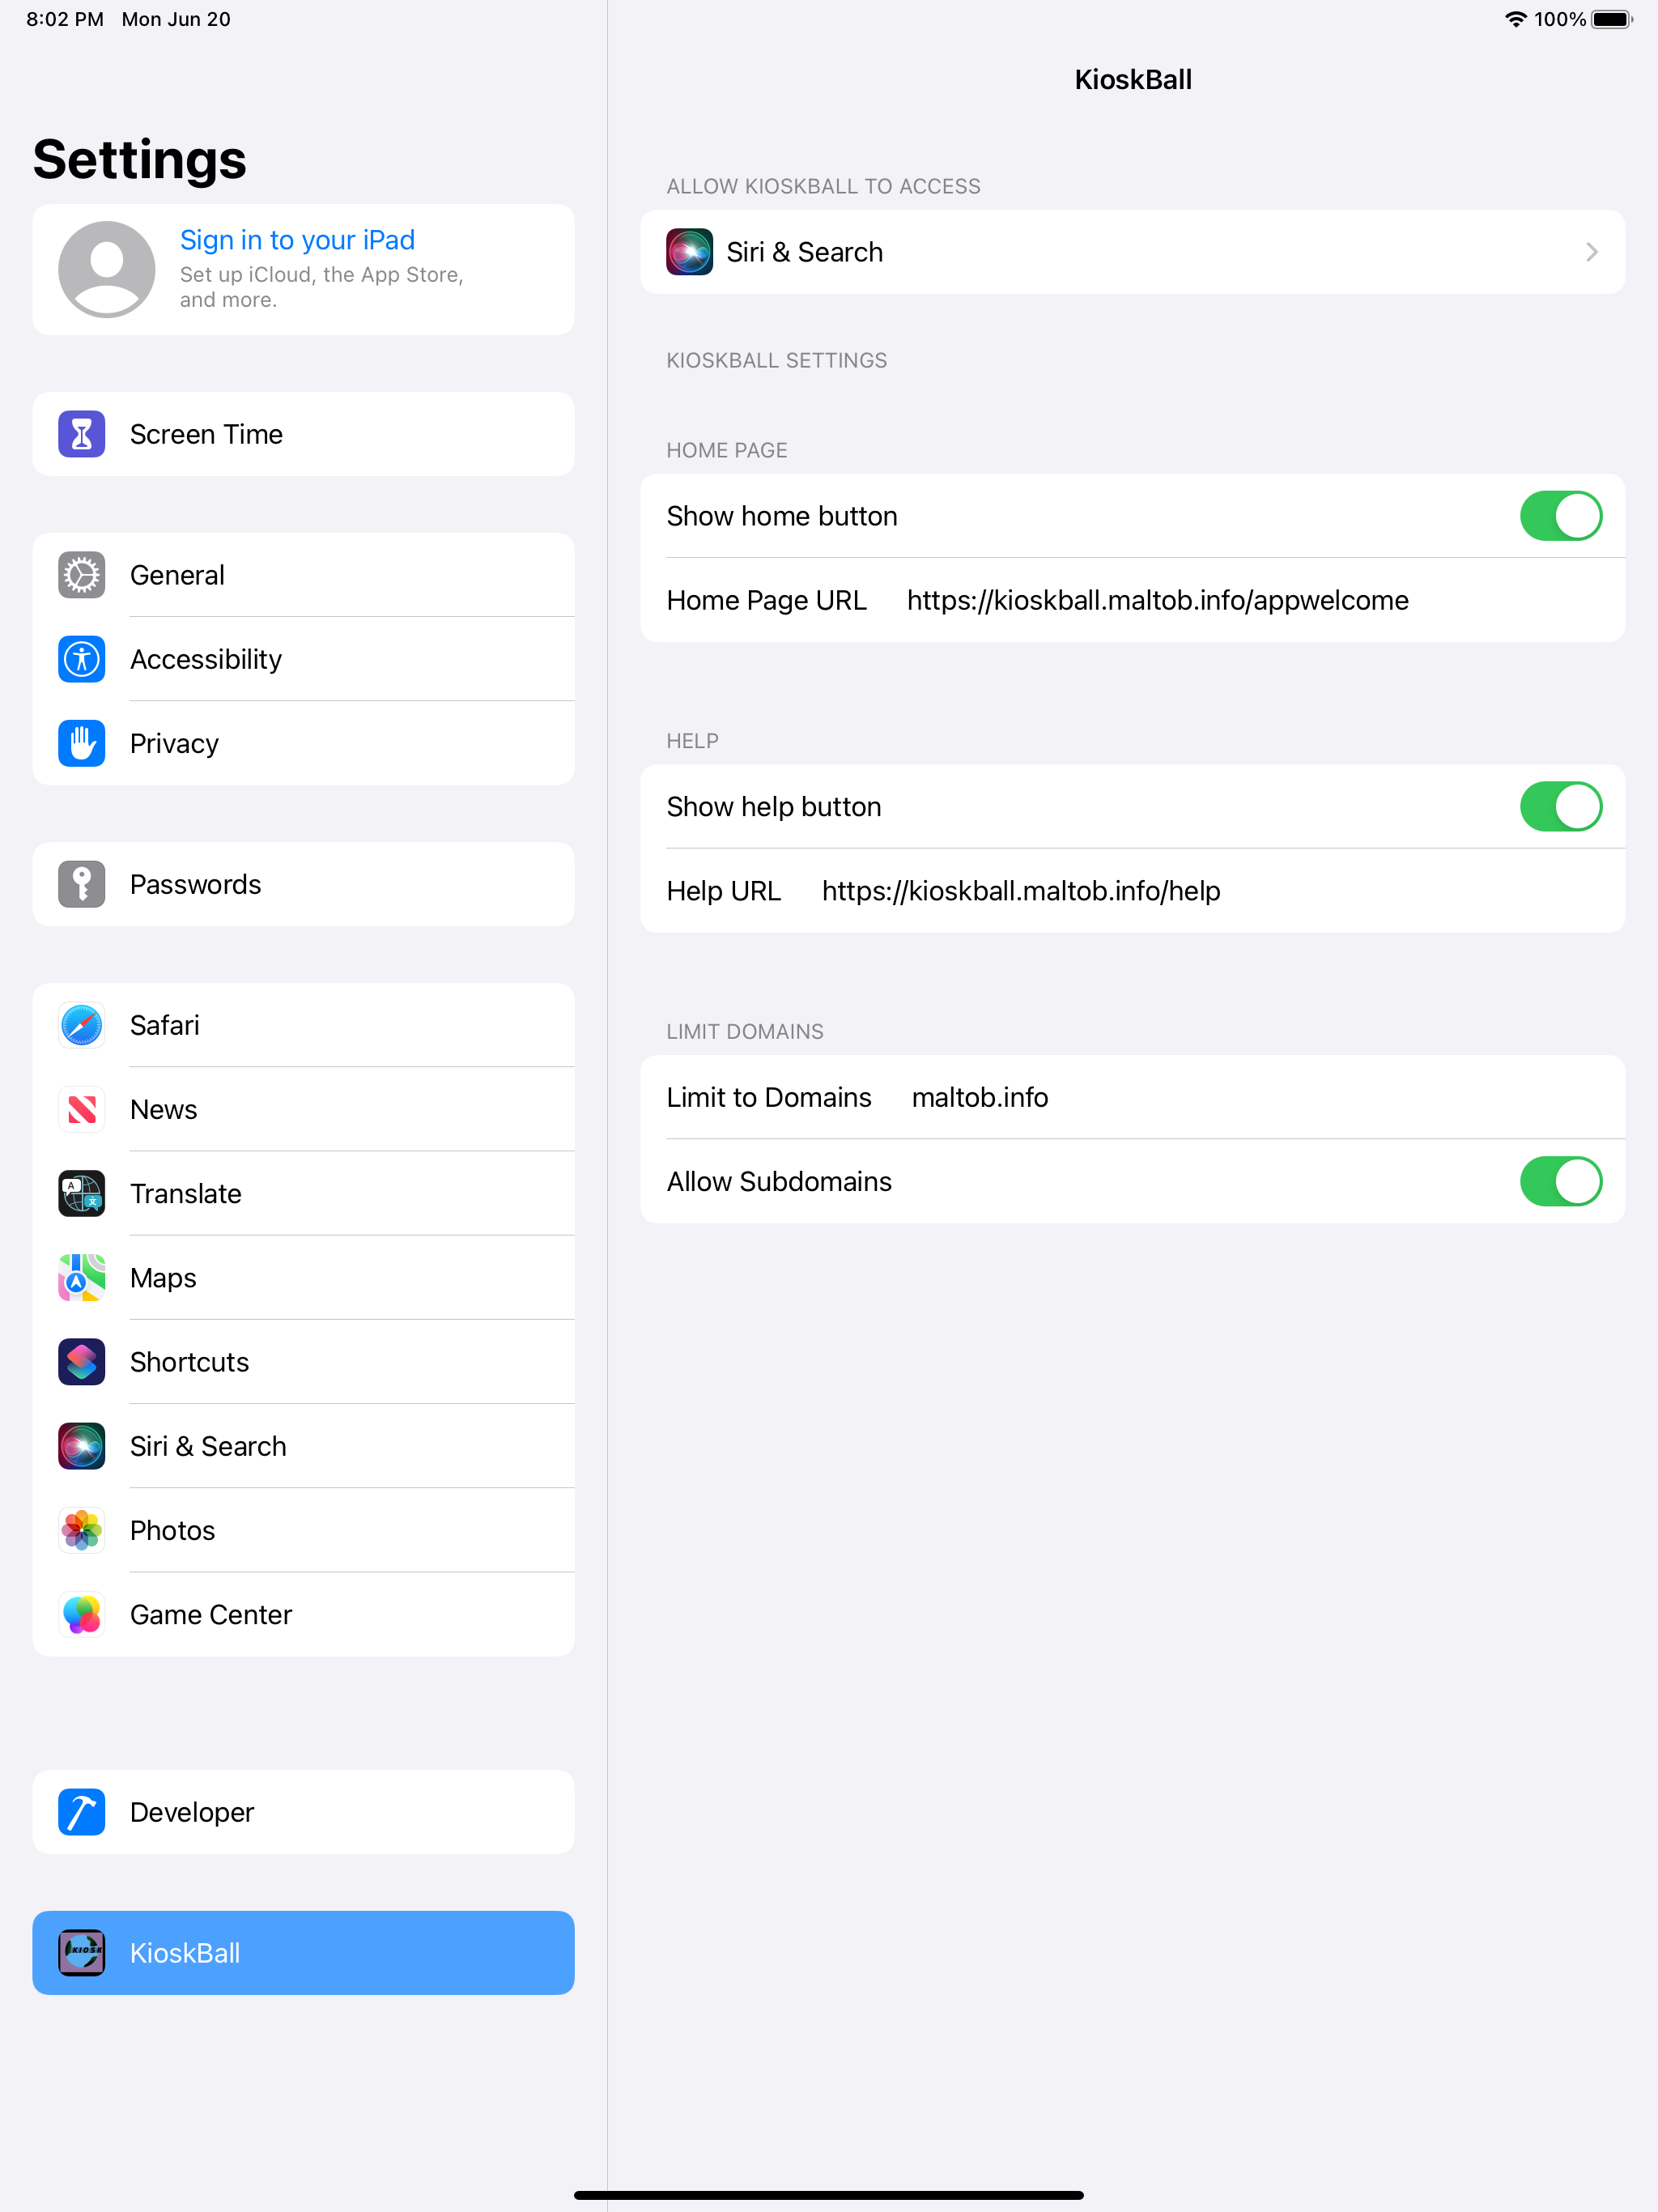 8:02 PM Mon Jun 20
100%
Settings
Sign in to your iPad
Set up iCloud, the App Store,
and more.
Screen Time
General
Accessibility
Privacy
Passwords
Safari
News
Translate
Maps
Shortcuts
Siri & Search
Photos
Game Center
Developer
KIOSK
KioskBall
KioskBall
ALLOW KIOSKBALL TO ACCESS
Siri & Search
KIOSKBALL SETTINGS
HOME PAGE
Show home button
Home Page URL https://kioskball.maltob.info/appwelcome
HELP
Show help button
Help URL https://kioskball.maltob.info/help
LIMIT DOMAINS
Limit to Domains maltob.info
Allow Subdomains